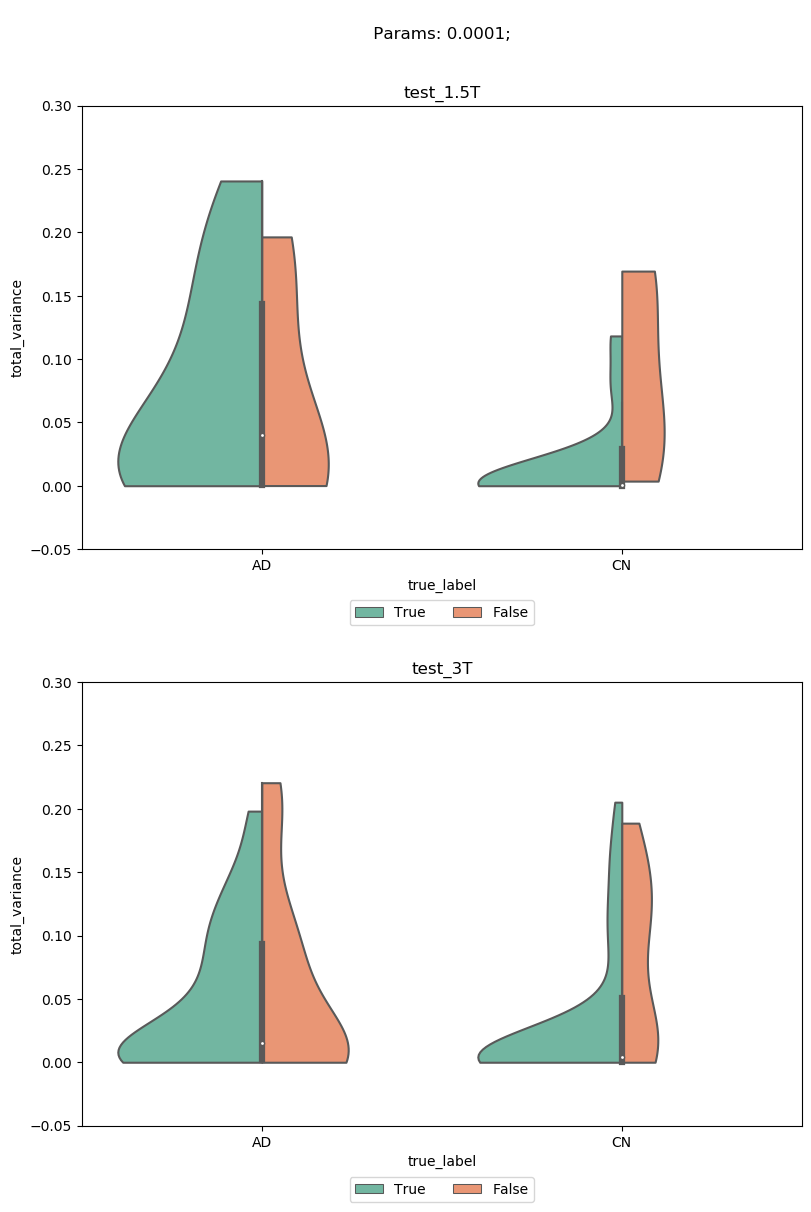 Params: 0.0001;
test_1.5T
0.30
0.25
0.20
0.15
0.10
0.05
0.00
−0.05
total_variance
AD
CN
true_label
True
False
test_3T
0.30
0.25
0.20
0.15
0.10
0.05
0.00
−0.05
total_variance
AD
CN
true_label
True
False